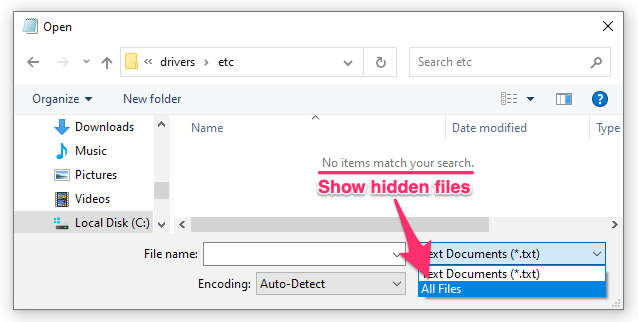 Open
« drivers › etc
Search etc
Organize
New folder
?
Name
Date modified
Type
Downloads
Music
Pictures
Videos
Local Disk (C:)
No items match your search.
Show hidden files
File name:
Text Documents (*.txt)
Text Documents (*.txt)
All Files
Encoding:
Auto-Detect